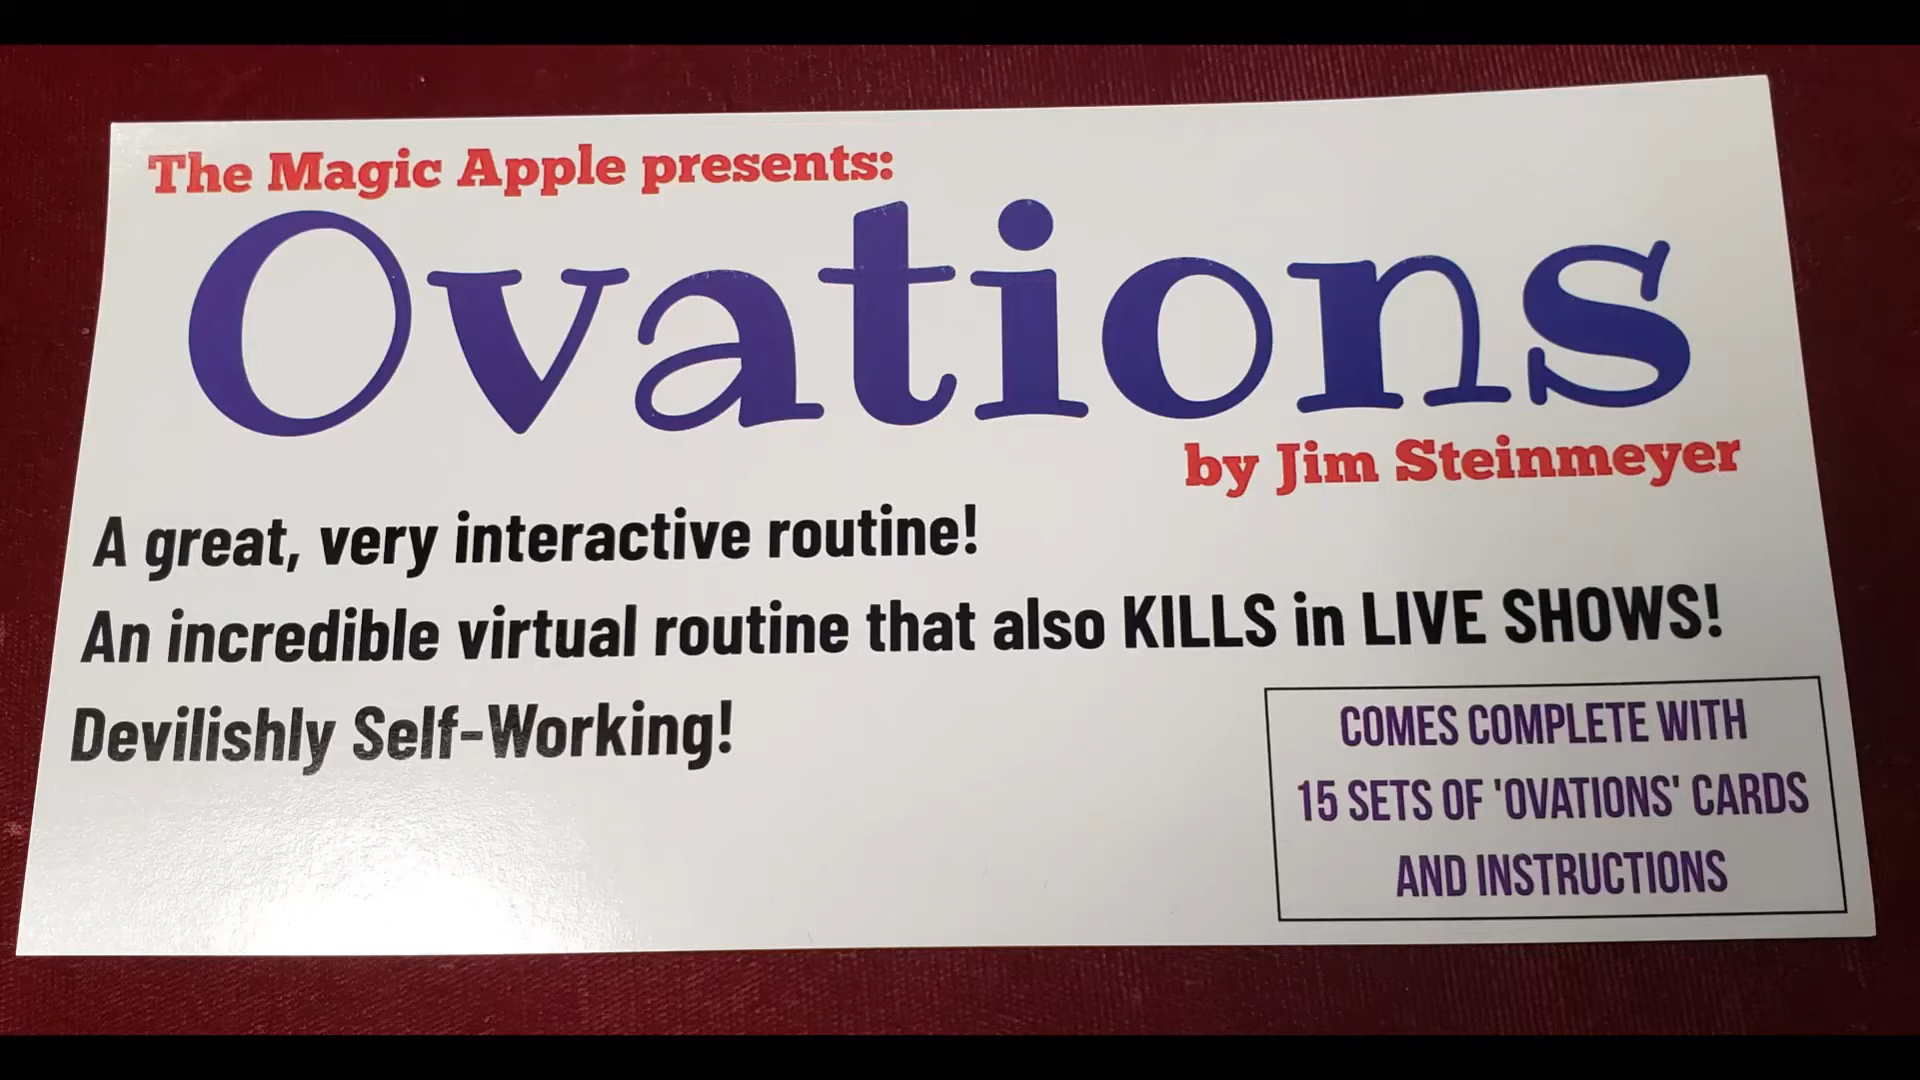 The Magic Apple presents:
Ovations
by Jim Steinmeyer
A great, very interactive routine!
An incredible virtual routine that also KILLS in LIVE SHOWS!
Devilishly Self-Working!
COMES COMPLETE WITH
15 SETS OF 'OVATIONS' CARDS
AND INSTRUCTIONS